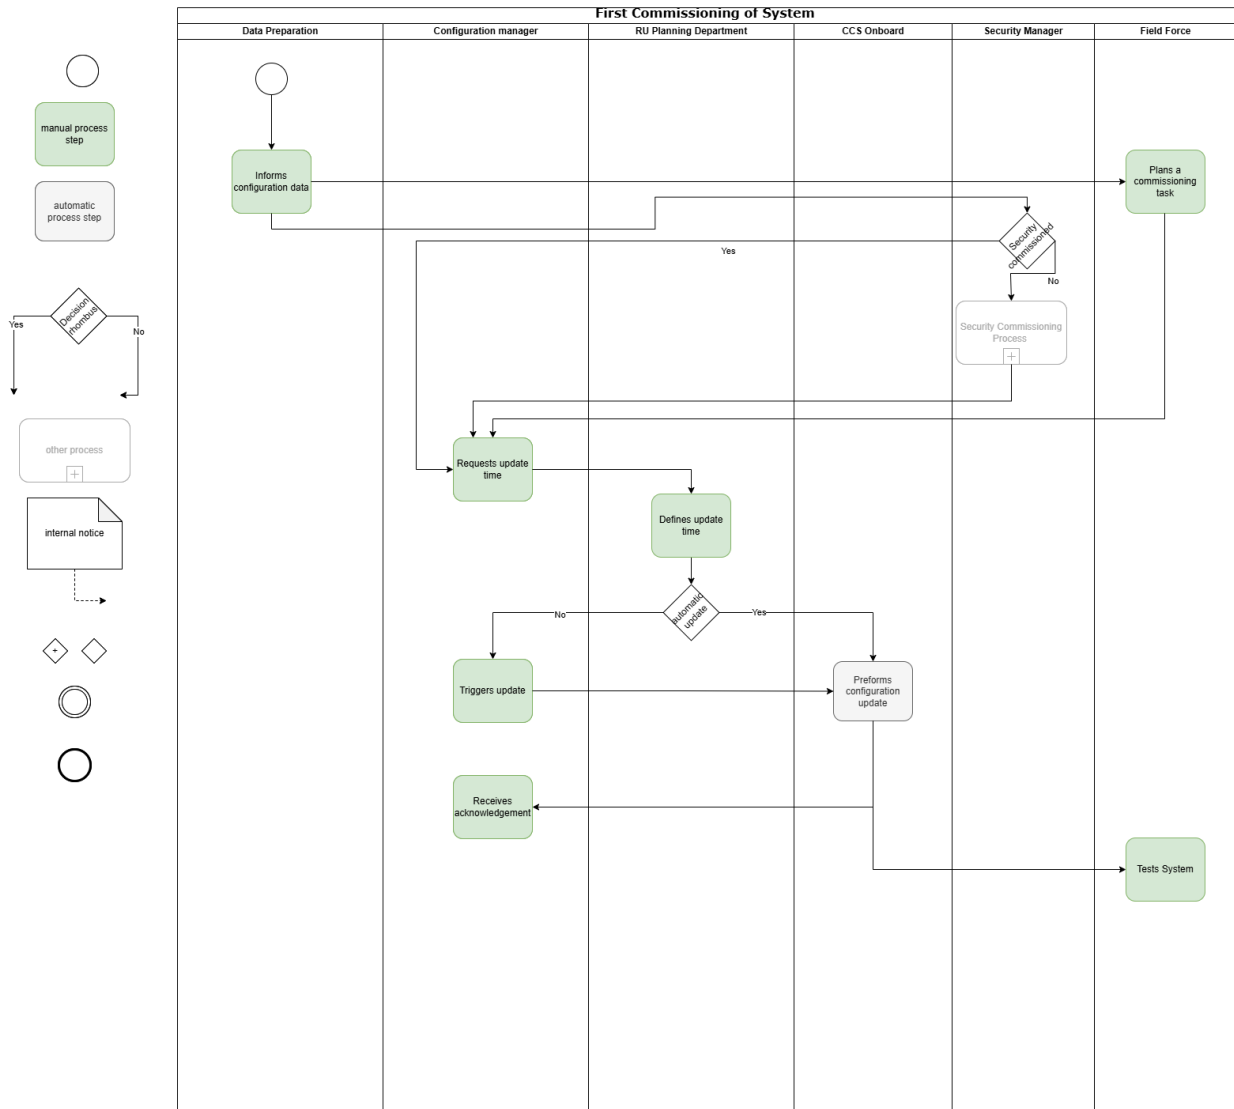 First Commissioning of System
Data Preparation
Configuration manager
RU Planning Department
CCS Onboard
Security Manager
Field Force
manual process
step
automatic
process step
Decision
rhombus
Yes
No
other process
internal notice
Informs
configuration data
Plans a
commissioning
task
Security
commissioned
Yes
No
Security Commissioning
Process
Requests update
time
Defines update
time
automatic
update
No
Yes
Triggers update
Preforms
configuration
update
Receives
acknowledgement
Tests System